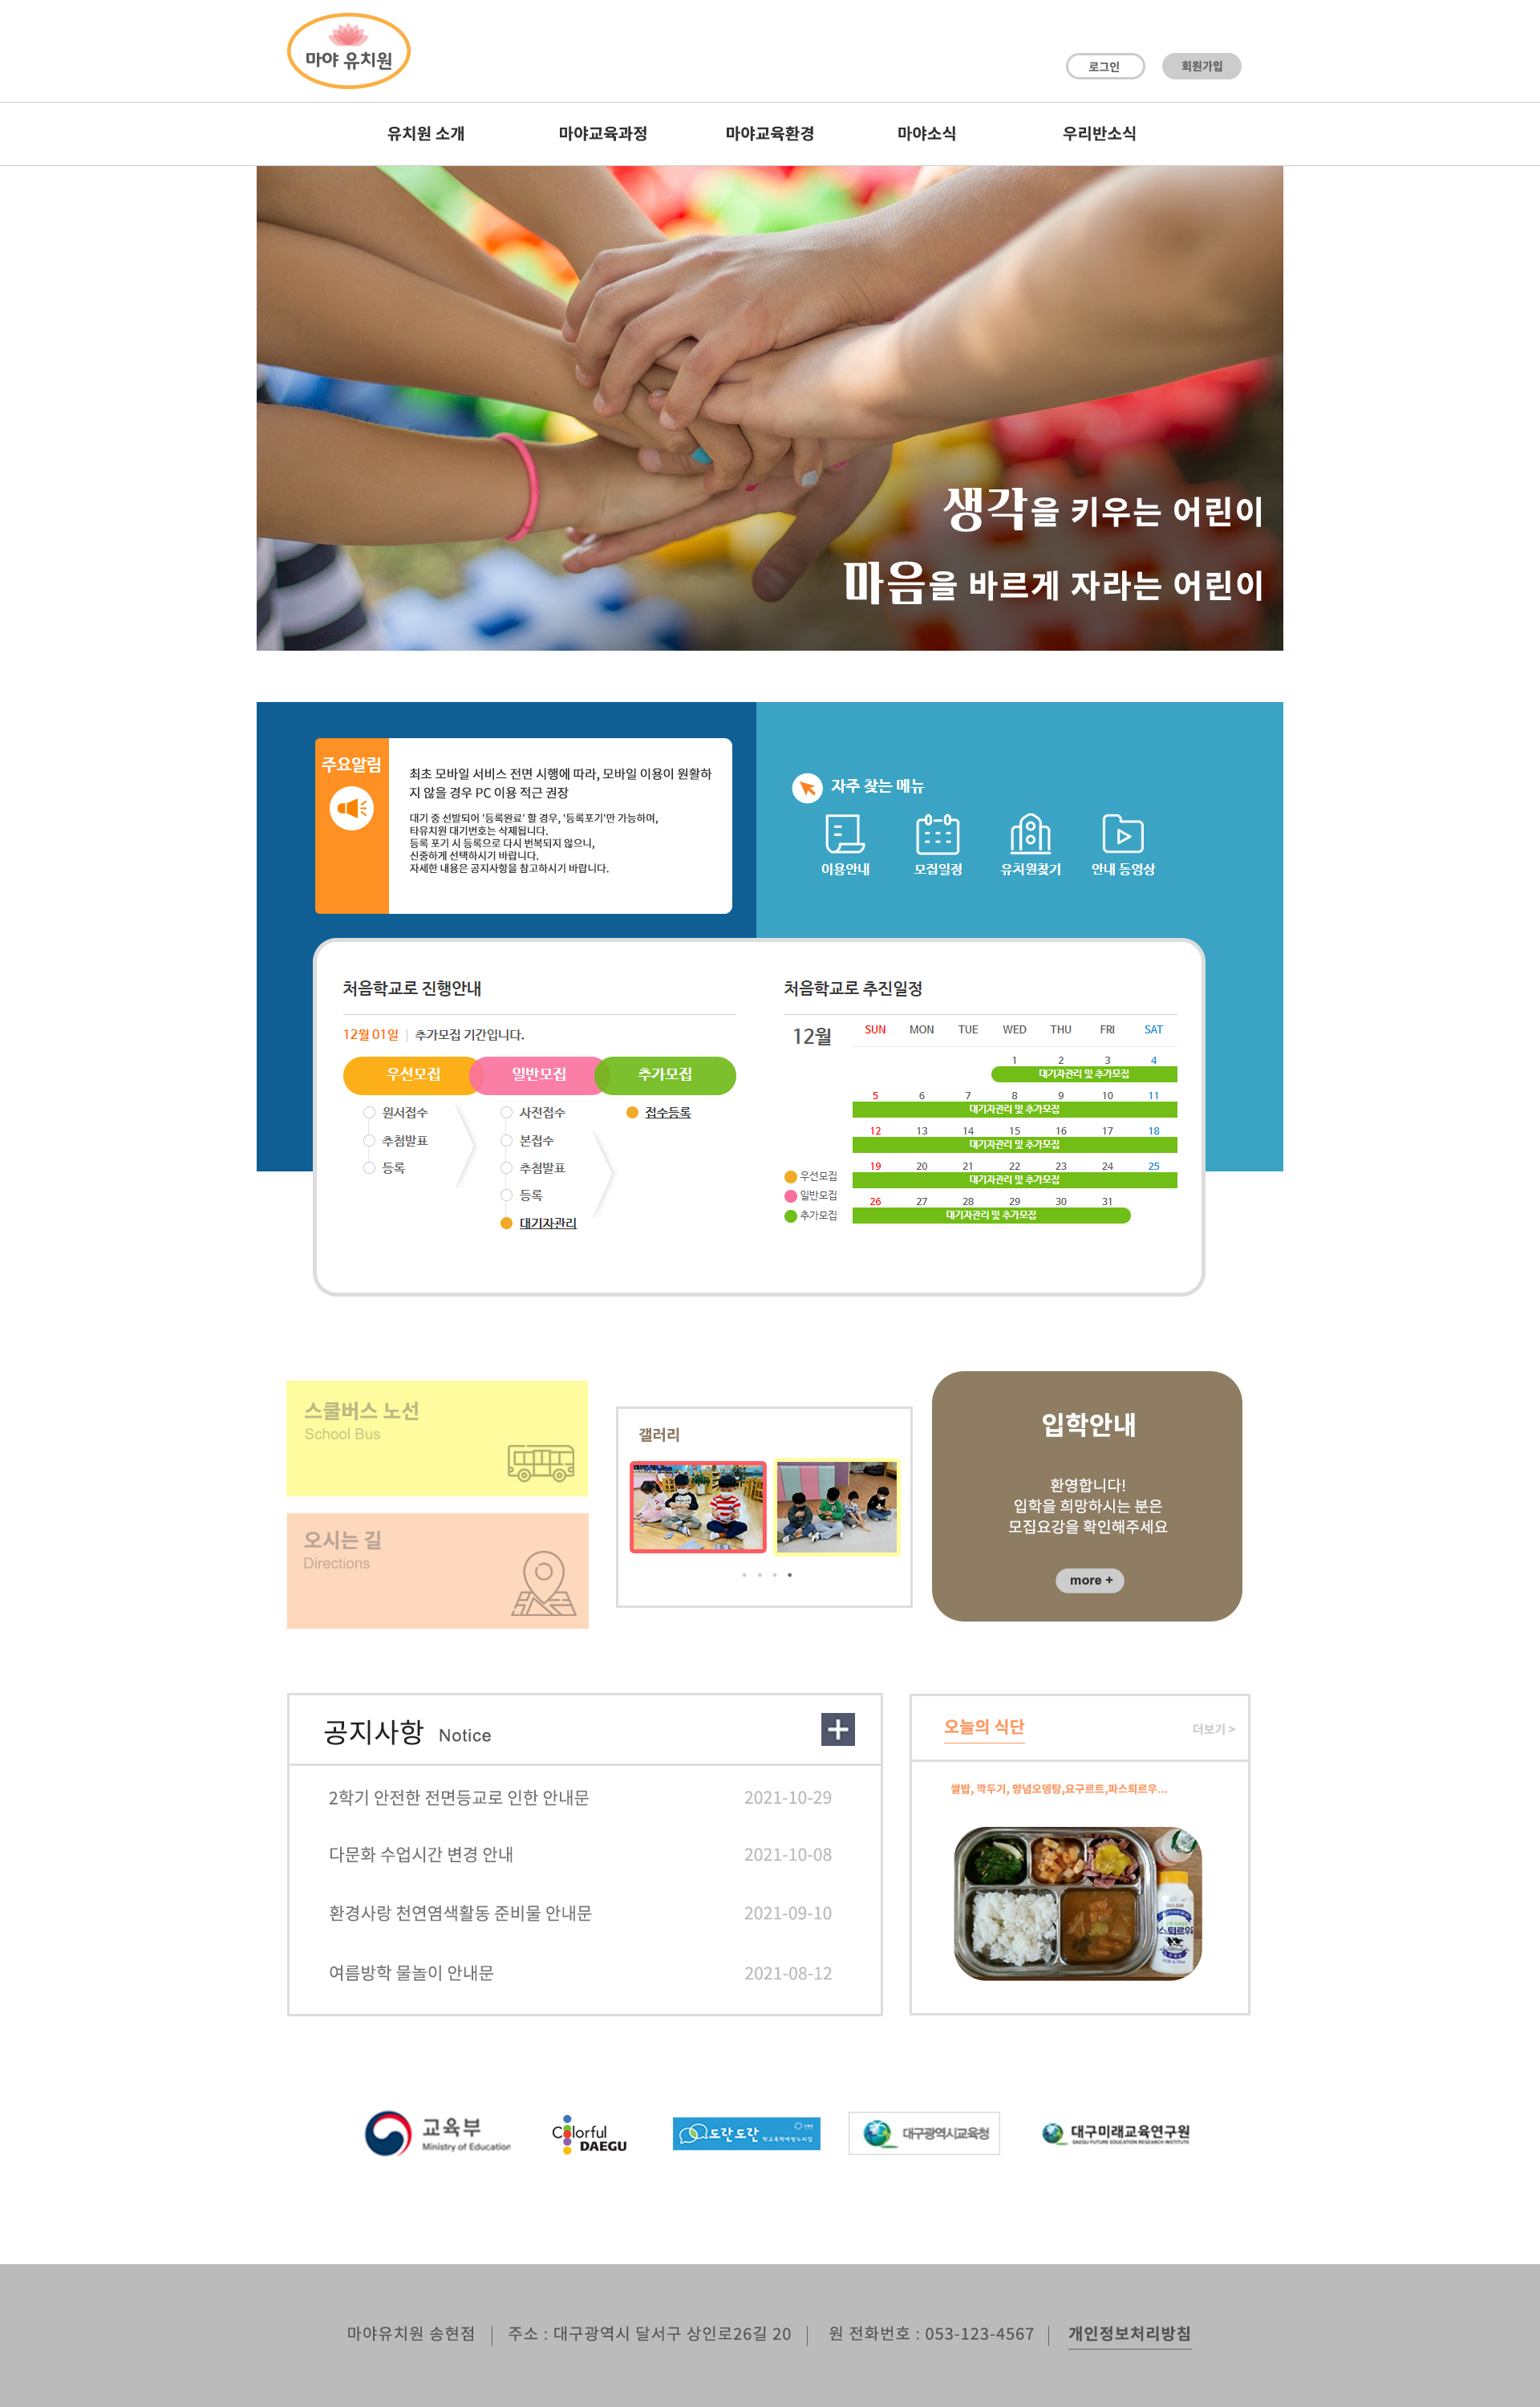 마야 유치원
로그인
회원가입
유치원 소개
마야교육과정
마야교육환경
마야소식
우리반소식
생각을 키우는 어린이
마음을 바르게 자라는 어린이
주요알림
최초 모바일 서비스 전면 시행에 따라, 모바일 이용이 원활하
지 않을 경우 PC 이용 적극 권장
대기 중 선발되어 '등록완료' 할 경우, '등록포기'만 가능하며,
타유치원 대기번호는 삭제됩니다.
등록 포기 시 등록으로 다시 번복되지 않으니,
신중하게 선택하시기 바랍니다.
자세한 내용은 공지사항을 참고하시기 바랍니다.
자주 찾는 메뉴
이용안내
모집일정
유치원찾기
안내 동영상
처음학교로 진행안내
12월 01일 추가모집 기간입니다.
우선모집
일반모집
추가모집
원서접수
추첨발표
등록
사전접수
본접수
추첨발표
등록
대기자관리
접수등록
처음학교로 추진일정
12월
SUN MON TUE WED THU FRI SAT
1 2 3 4
대기자관리 및 추가모집
5 6 7 8 9 10 11
대기자관리 및 추가모집
12 13 14 15 16 17 18
대기자관리 및 추가모집
19 20 21 22 23 24 25
대기자관리 및 추가모집
26 27 28 29 30 31
대기자관리 및 추가모집
우선모집
일반모집
추가모집
스쿨버스 노선
School Bus
오시는 길
Directions
갤러리
입학안내
환영합니다!
입학을 희망하시는 분은
모집요강을 확인해주세요
more +
공지사항 Notice
2학기 안전한 전면등교로 인한 안내문 2021-10-29
다문화 수업시간 변경 안내 2021-10-08
환경사랑 천연염색활동 준비물 안내문 2021-09-10
여름방학 물놀이 안내문 2021-08-12
오늘의 식단
더보기 >
쌀밥, 깍두기, 양념오뎅탕,요구르트,파스퇴르우...
교육부
Ministry of Education
Colorful
DAEGU
도란도란
대구광역시교육청
대구미래교육연구원
DAEGU FUTURE EDUCATION RESEARCH INSTITUTE
마야유치원 송현점
주소 : 대구광역시 달서구 상인로26길 20
원 전화번호 : 053-123-4567
개인정보처리방침